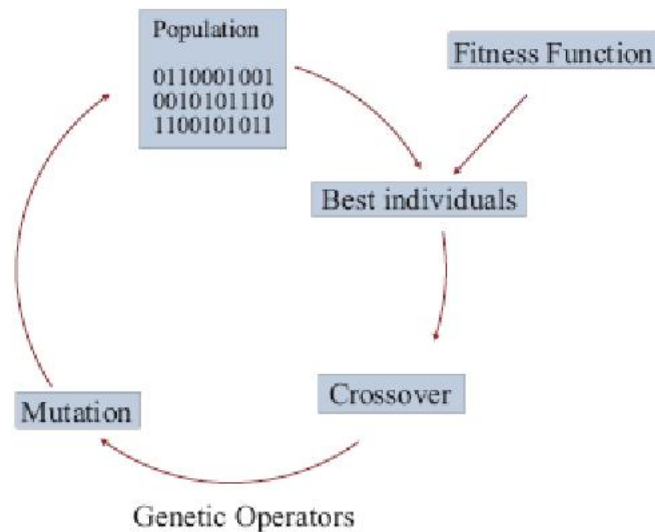 Population
0110001001
0010101110
1100101011
Fitness Function
Best individuals
Crossover
Mutation
Genetic Operators